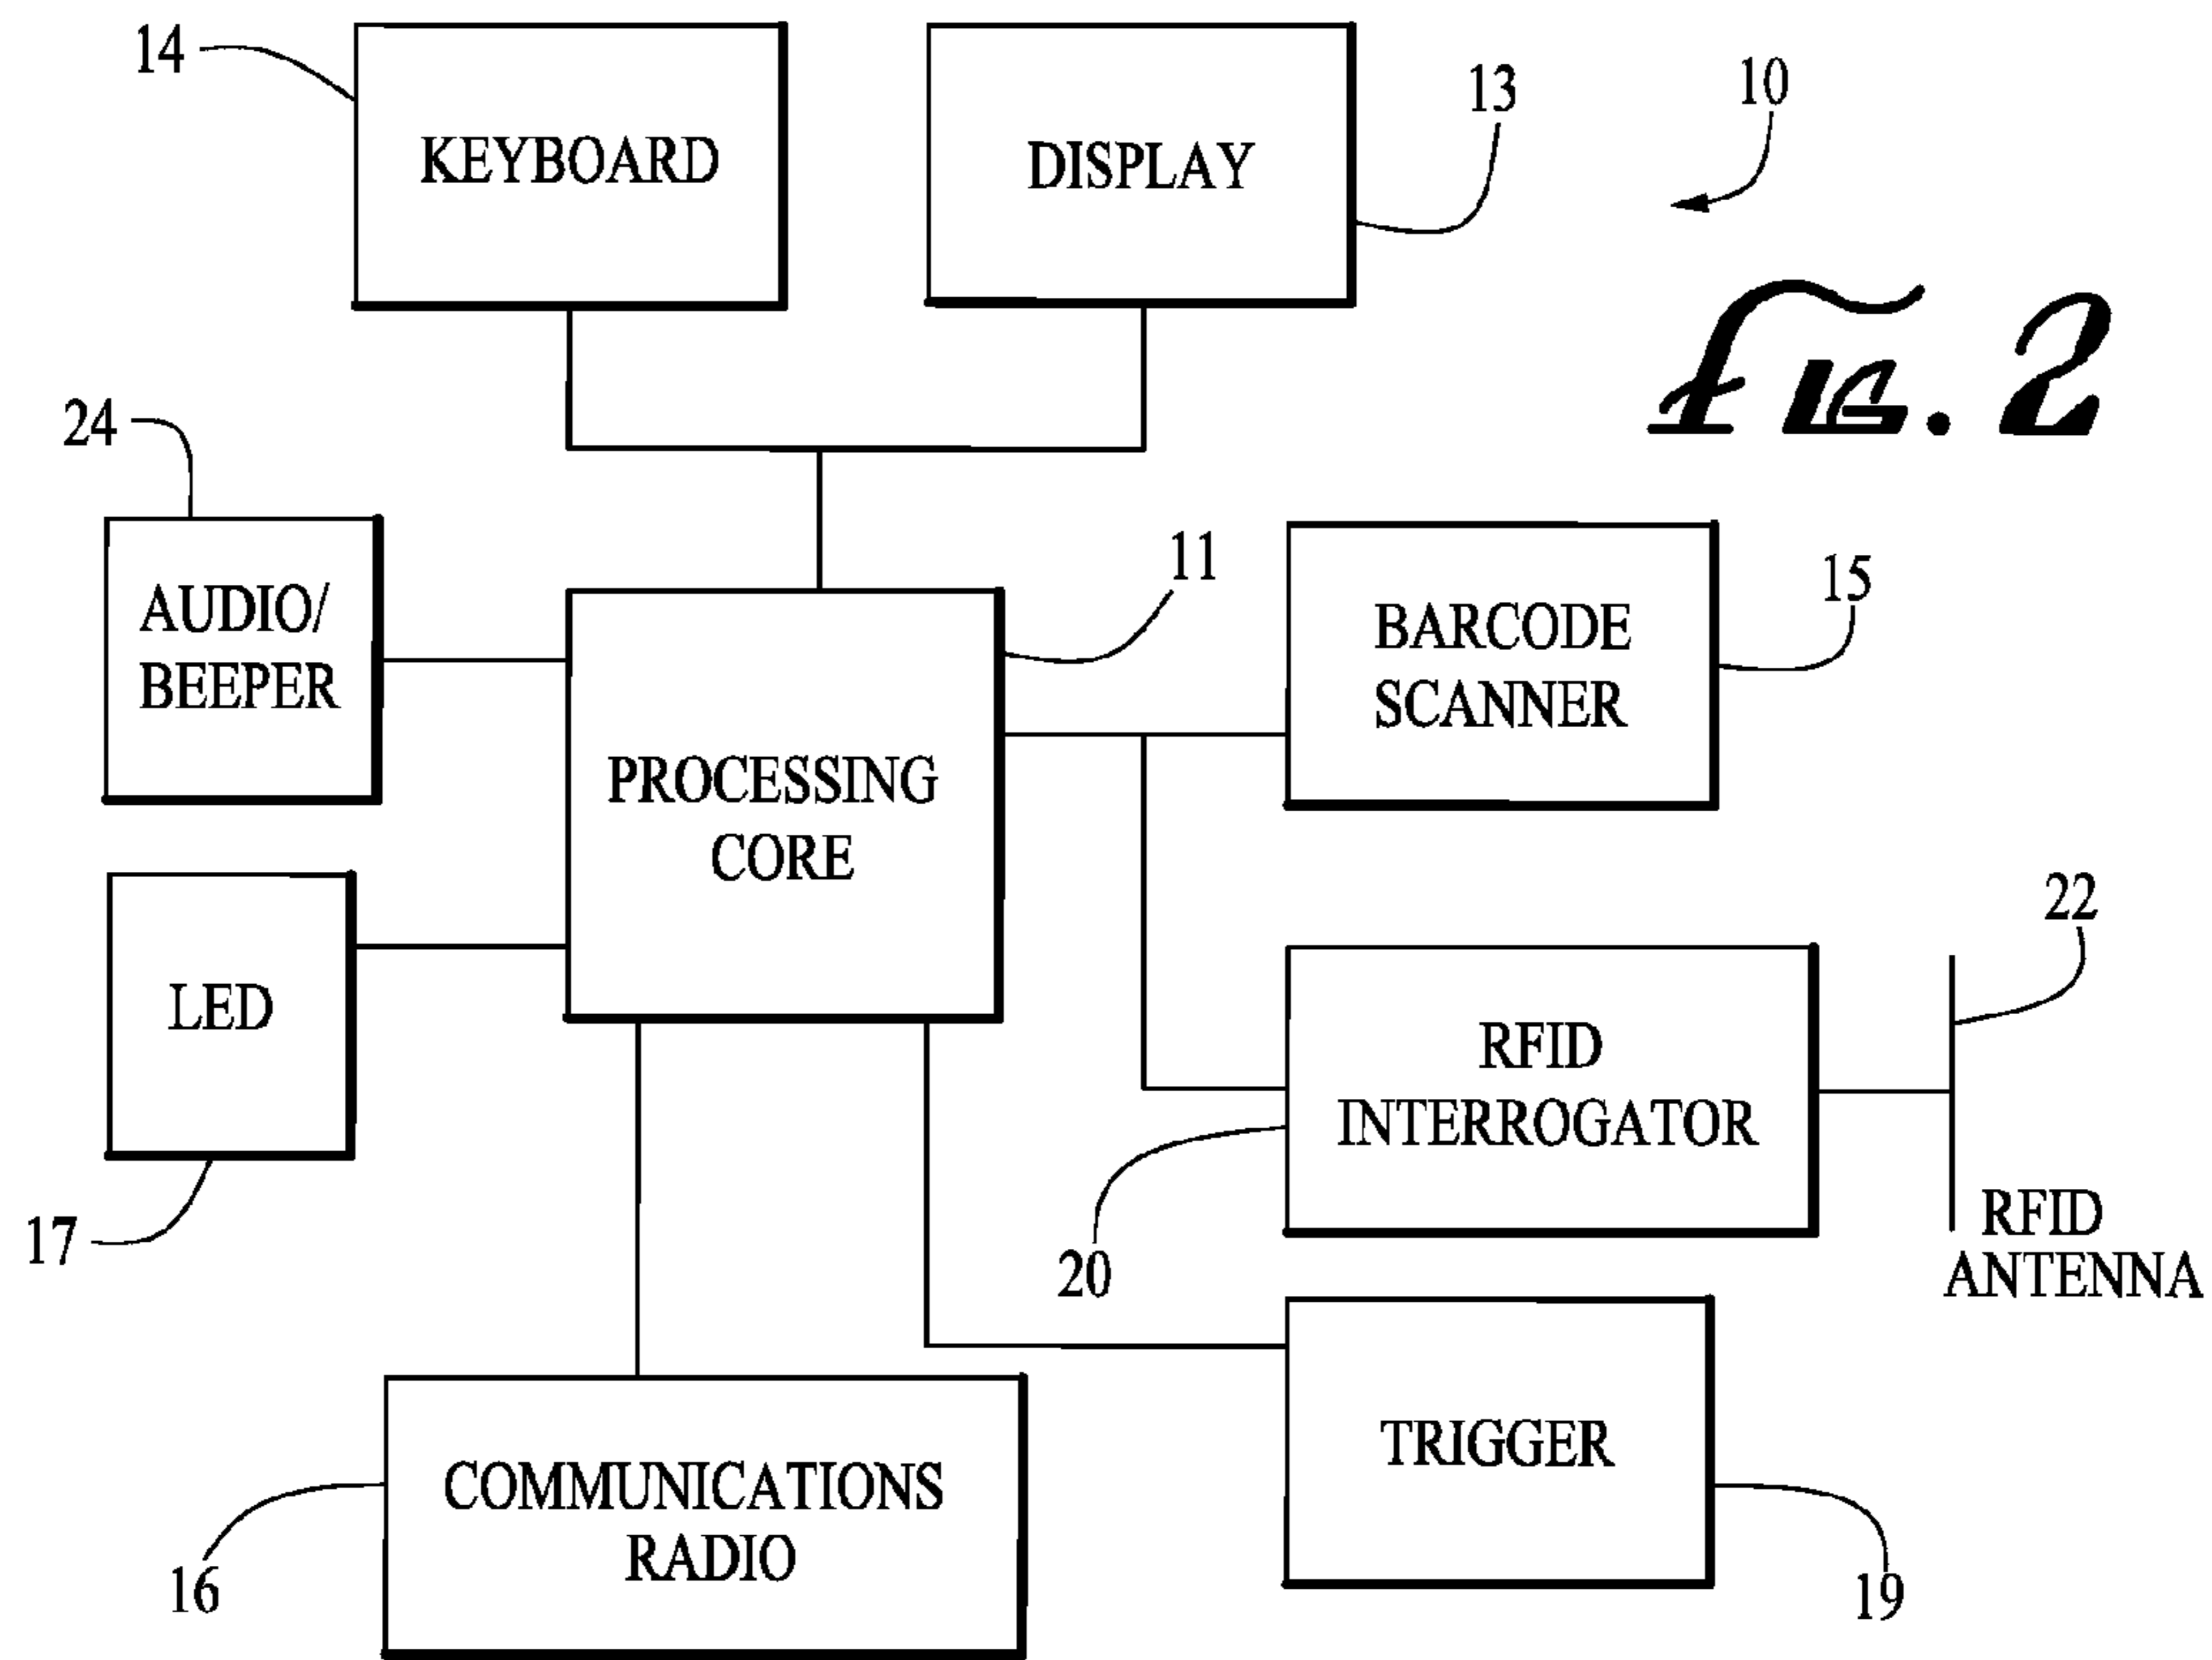 14
KEYBOARD
DISPLAY
13
10
FIG. 2
24
AUDIO/
BEEPER
PROCESSING
CORE
11
BARCODE
SCANNER
15
LED
17
RFID
INTERROGATOR
20
22
RFID
ANTENNA
COMMUNICATIONS
RADIO
16
TRIGGER
19